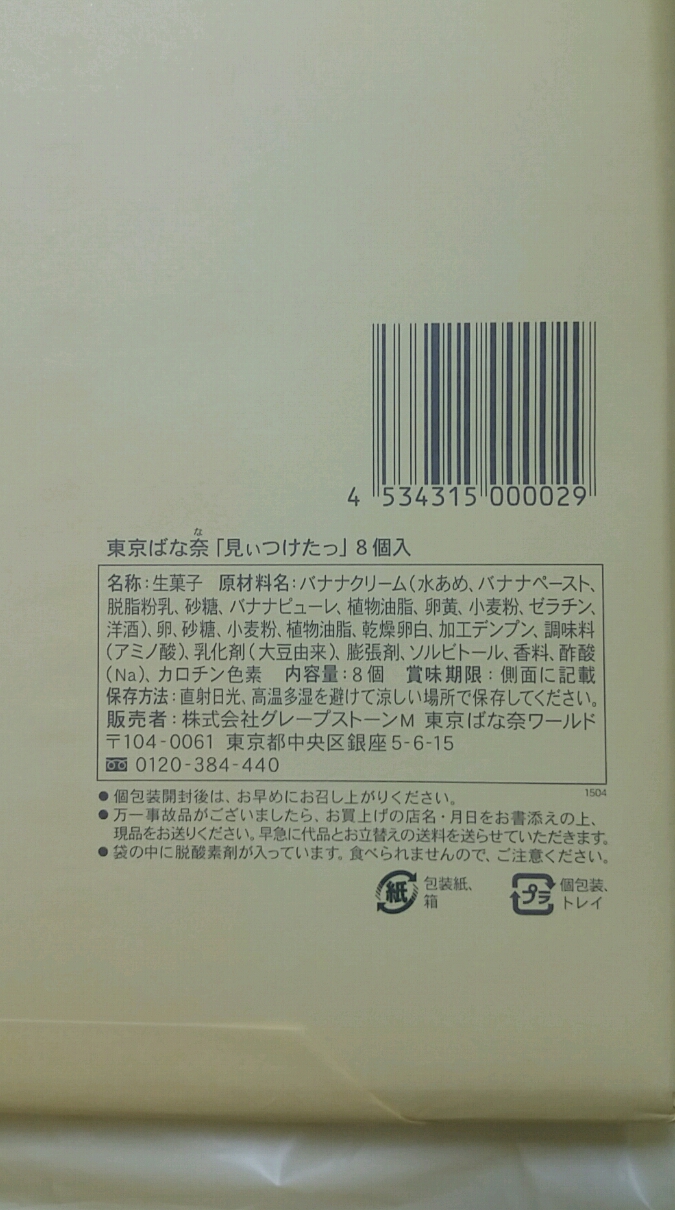 4 534315 000029
な
東京ばな奈「見ぃつけたっ」8個入
名称:生菓子 原材料名:バナナクリーム(水あめ、バナナペースト、
脱脂粉乳、砂糖、バナナピューレ、植物油脂、卵黄、小麦粉、ゼラチン、
洋酒)、卵、砂糖、小麦粉、植物油脂、乾燥卵白、加工デンプン、調味料
(アミノ酸)、乳化剤(大豆由来)、膨張剤、ソルビトール、香料、酢酸
(Na)、カロチン色素 内容量:8個 賞味期限:側面に記載
保存方法:直射日光、高温多湿を避けて涼しい場所で保存してください。
販売者:株式会社グレープストーンM 東京ばな奈ワールド
〒104-0061 東京都中央区銀座5-6-15
0120-384-440
1504
●個包装開封後は、お早めにお召し上がりください。
●万一事故品がございましたら、お買上げの店名・月日をお書添えの上、
現品をお送りください。早急に代品とお立替えの送料を送らせていただきます。
●袋の中に脱酸素剤が入っています。食べられませんので、ご注意ください。
紙 包装紙、箱
プラ 個包装、トレイ